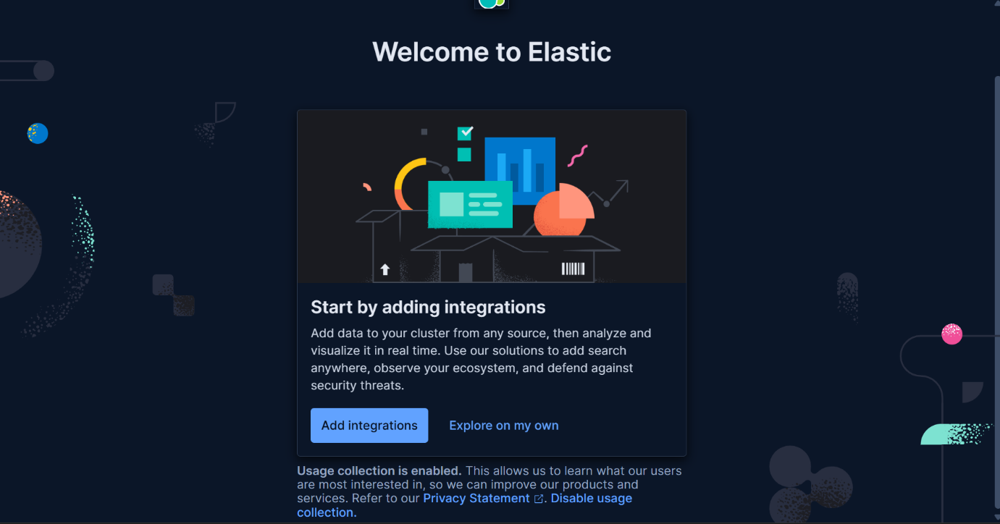 Welcome to Elastic
Start by adding integrations
Add data to your cluster from any source, then analyze and
visualize it in real time. Use our solutions to add search
anywhere, observe your ecosystem, and defend against
security threats.
Add integrations
Explore on my own
Usage collection is enabled. This allows us to learn what our users
are most interested in, so we can improve our products and
services. Refer to our Privacy Statement. Disable usage
collection.